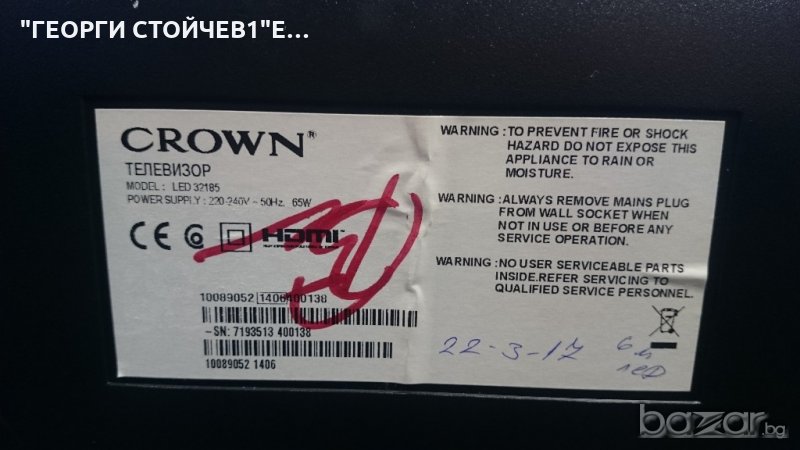 "ГЕОРГИ СТОЙЧЕВ1"Е...
CROWN®
ТЕЛЕВИЗОР
MODEL : LED 32185
POWER SUPPLY : 220-240V ~ 50Hz, 65W
HDMI
10089052 1406400138
-SN: 7193513 400138
10089052 1406
WARNING : TO PREVENT FIRE OR SHOCK
HAZARD DO NOT EXPOSE THIS
APPLIANCE TO RAIN OR
MOISTURE.
WARNING : ALWAYS REMOVE MAINS PLUG
FROM WALL SOCKET WHEN
NOT IN USE OR BEFORE ANY
SERVICE OPERATION.
WARNING : NO USER SERVICEABLE PARTS
INSIDE.REFER SERVICING TO
QUALIFIED SERVICE PERSONNEL.
22-3-17
bazar.bg